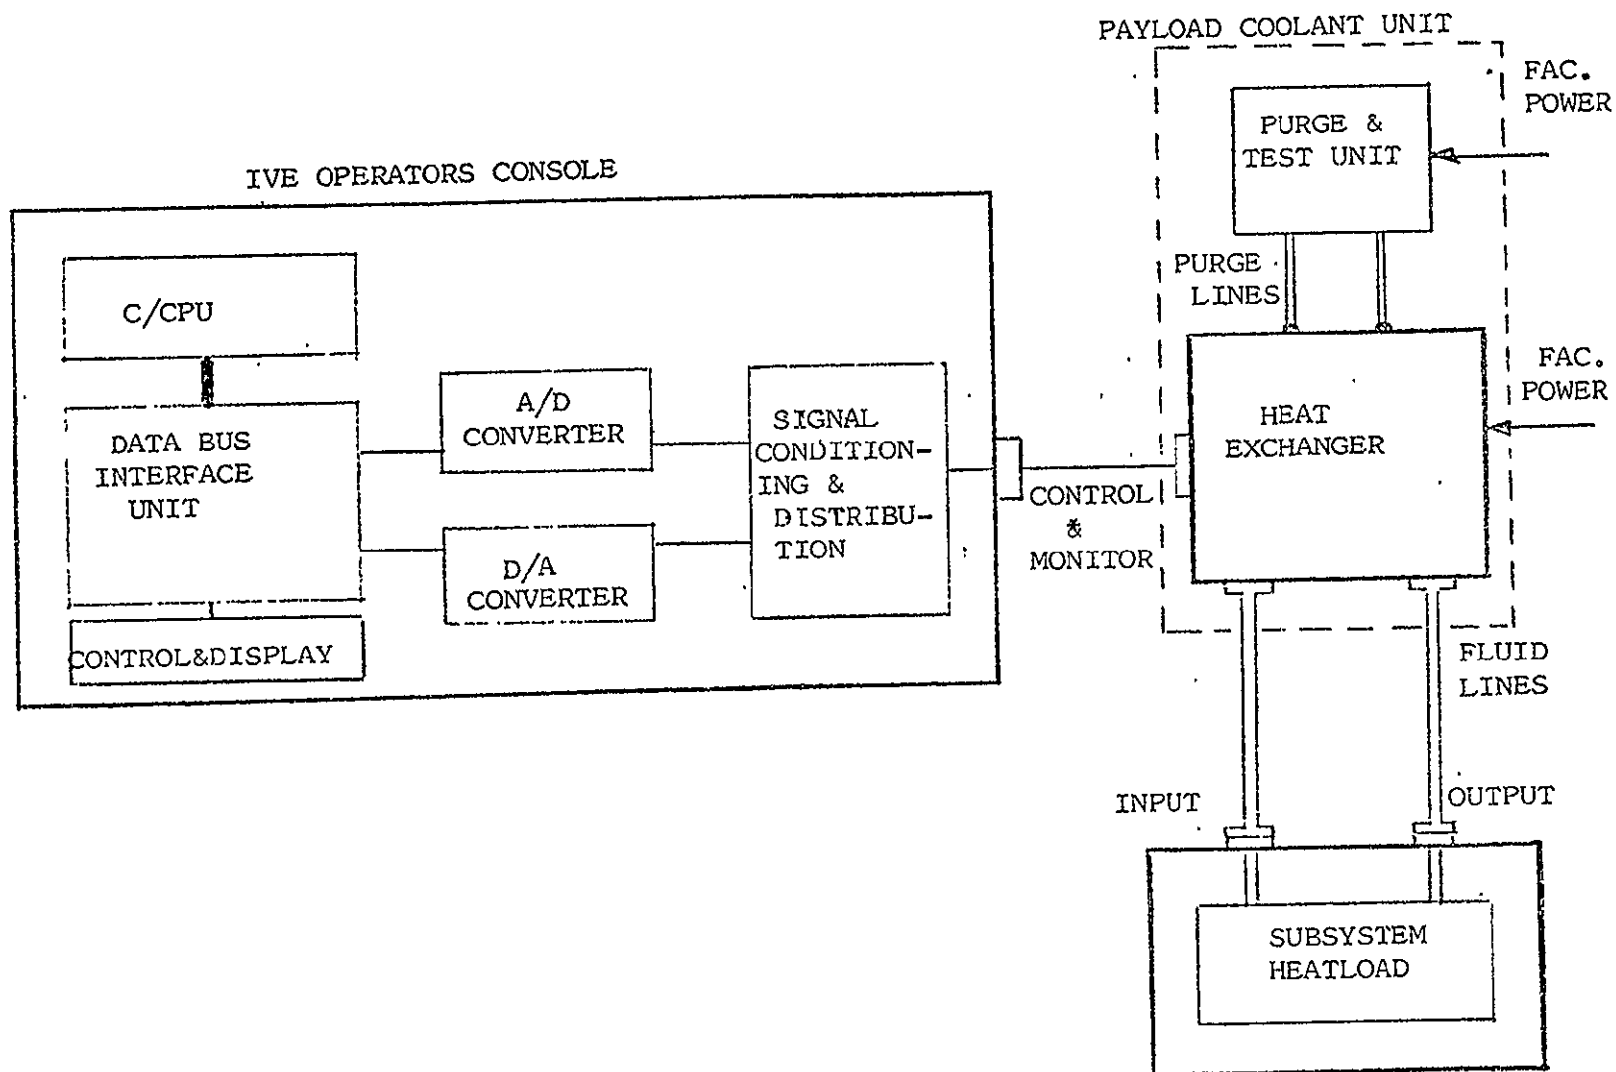 PAYLOAD COOLANT UNIT
FAC.
POWER
PURGE &
TEST UNIT
IVE OPERATORS CONSOLE
PURGE
LINES
C/CPU
FAC.
POWER
A/D
CONVERTER
SIGNAL
CONDITION-
ING &
DISTRIBU-
TION
HEAT
EXCHANGER
DATA BUS
INTERFACE
UNIT
CONTROL
&
MONITOR
D/A
CONVERTER
CONTROL&DISPLAY
FLUID
LINES
INPUT
OUTPUT
SUBSYSTEM
HEATLOAD